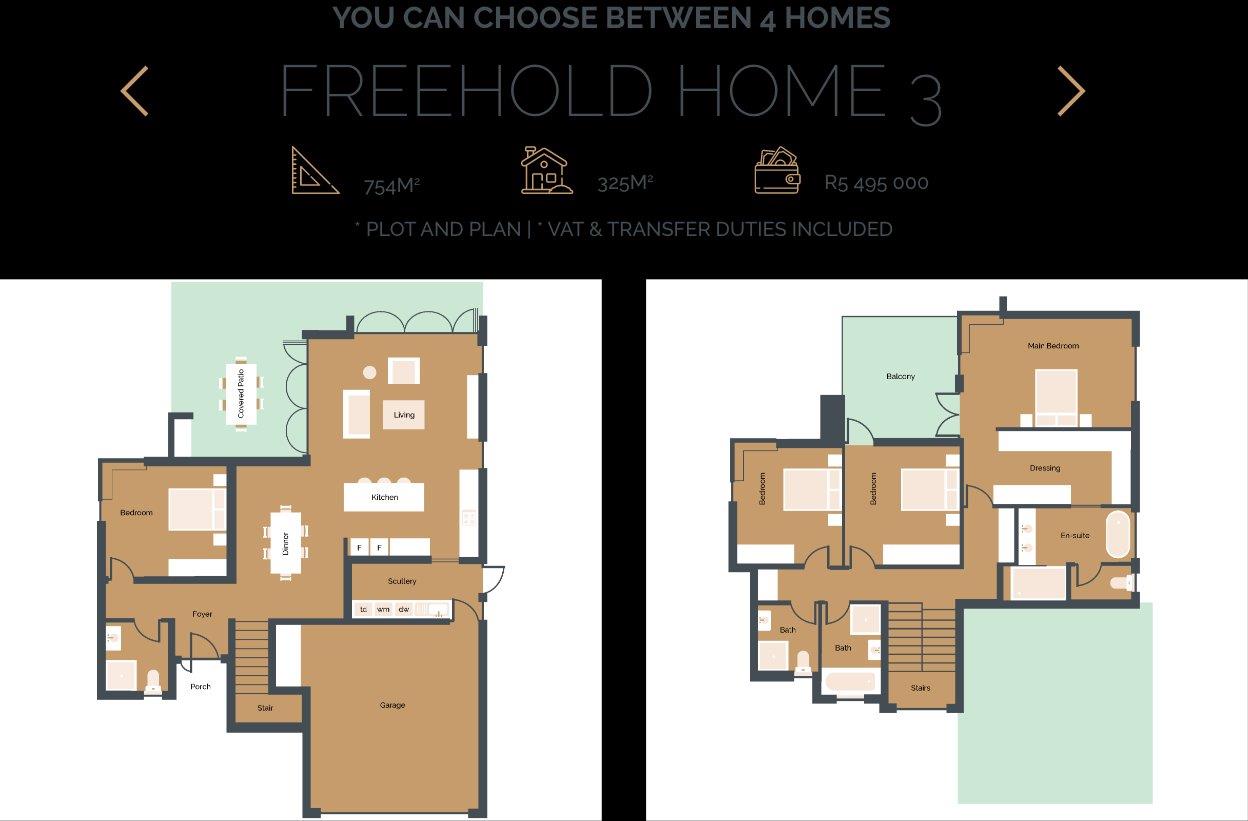 YOU CAN CHOOSE BETWEEN 4 HOMES
FREEHOLD HOME 3
754M²
325M²
R5 495 000
* PLOT AND PLAN | * VAT & TRANSFER DUTIES INCLUDED
Covered Patio
Living
Kitchen
Bedroom
Dinner
F F
Scullery
td wm dw
Foyer
Porch
Stair
Garage
Main Bedroom
Balcony
Dressing
Bedroom
Bedroom
En-suite
Bath
Bath
Stairs